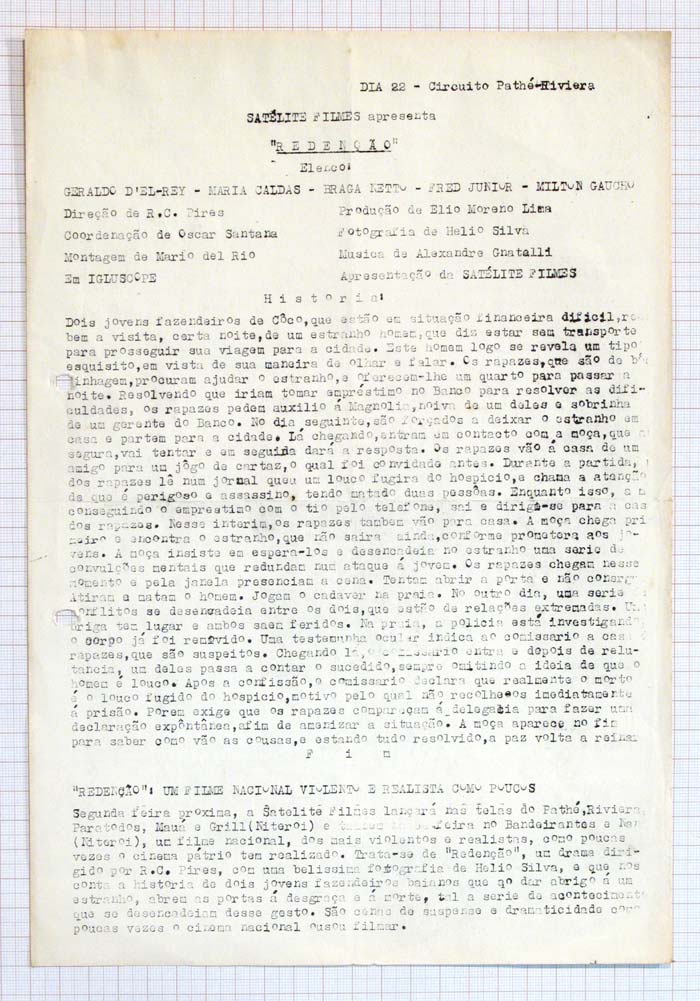 DIA 22 - Circuito Pathé-Riviera
SATÉLITE FILMES apresenta
"REDENÇÃO"
Elenco:
GERALDO D'EL-REY - MARIA CALDAS - BRAGA NETTO - FRED JUNIOR - MILTON GAUCHO
Direção de R.C. Pires Produção de Elio Moreno Lima
Coordenação de Oscar Santana Fotografia de Helio Silva
Montagem de Mario del Rio Musica de Alexandre Gnatalli
Em IGLUSCOPE Apresentação da SATÉLITE FILMES
Historia:
Dois jovens fazendeiros de Côco,que estão em situação financeira dificil,re
bem a visita, certa noite,de um estranho homem,que diz estar sem transporte
para prosseguir sua viagem para a cidade. Este homem logo se revela um tipo
esquisito,em vista de sua maneira de olhar e falar. Os rapazes,que são de
linhagem,procuram ajudar o estranho,e oferecem-lhe um quarto para passar a
noite. Resolvendo que iriam tomar empréstimo no Banco para resolver as difi-
culdades, os rapazes pedem auxilio á Magnolia,noiva de um deles e sobrinha
de um gerente do Banco. No dia seguinte,são forçados a deixar o estranho em
casa e partem para a cidade. Lá chegando,entram em contacto com a moça,que
segura,vai tentar e em seguida dará a resposta. Os rapazes vão á casa de um
amigo para um jôgo de cartaz,o qual foi convidade antes. Durante a partida,
dos rapazes lê num jornal queu um louco fugira do hospicio,e chama a atenção
de que é perigoso e assassino, tendo matado duas pessoas. Enquanto isso, a
conseguindo o emprestimo com o tio pelo telefone, sai e dirige-se para a cas
dos rapazes. Nesse interim,os rapazes tambem vão para casa. A moça chega pri
meiro e encontra o estranho,que não saira ainda,conforme prometera aos jo-
vens. A moça insiste em espera-los e desencdeia no estranho uma serie de
convulções mentais que redundam num ataque á jovem. Os rapazes chegam nesse
momento e pela janela presenciam a cena. Tentam abrir a porta e não conseg
Atiram e matam o homem. Jogam o cadaver na praia. No outro dia, uma serie
conflitos se desencadeia entre os dois,que estão de relações extremadas. Um
briga tem lugar e ambos saem feridos. Na praia, a policia está investigando
o corpo já foi removido. Uma testemunha ocular indica ao comissario a casa
rapazes,que são suspeitos. Chegando la,o comissario entra e depois de relu-
tancia, um deles passa a contar o sucedido,sempre omitindo a ideia de que o
homem é louco. Apos a confissão,o comissario declara que realmente o morto
é o louco fugido do hospicio,motivo pelo qual não recolheeos imediatamente
á prisão. Porem exige que os rapazes compareçam á delegacia para fazer uma
declaração expôntânea,afim de amenizar a situação. A moça aparece no fim
para saber como vão as cousas,e estando tudo resolvido,a paz volta a reinar
Fim
"REDENÇÃO": UM FILME NACIONAL VIOLENTO E REALISTA COMO POUCOS
Segunda feira proxima, a Satelite Filmes lançará nas telas do Pathé,Riviera,
Paratodos, Mauá e Grill(Niteroi) e feira no Bandeirantes e
(Niteroi), um filme nacional, dos mais violentos e realistas, como poucas
vezes o cinema pátrio tem realizado. Trata-se de "Redenção", um drama diri-
gido por R.C. Pires, com uma belissima fotografia de Helio Silva, e que nos
conta a historia de dois jovens fazendeiros baianos que qo dar abrigo á um
estranho, abrem as portas á desgraça e á morte, tal a serie de acontecimento
que se desencadeiam desse gesto. São cenas de suspense e dramaticidade como
poucas vezes o cinema nacional ousou filmar.